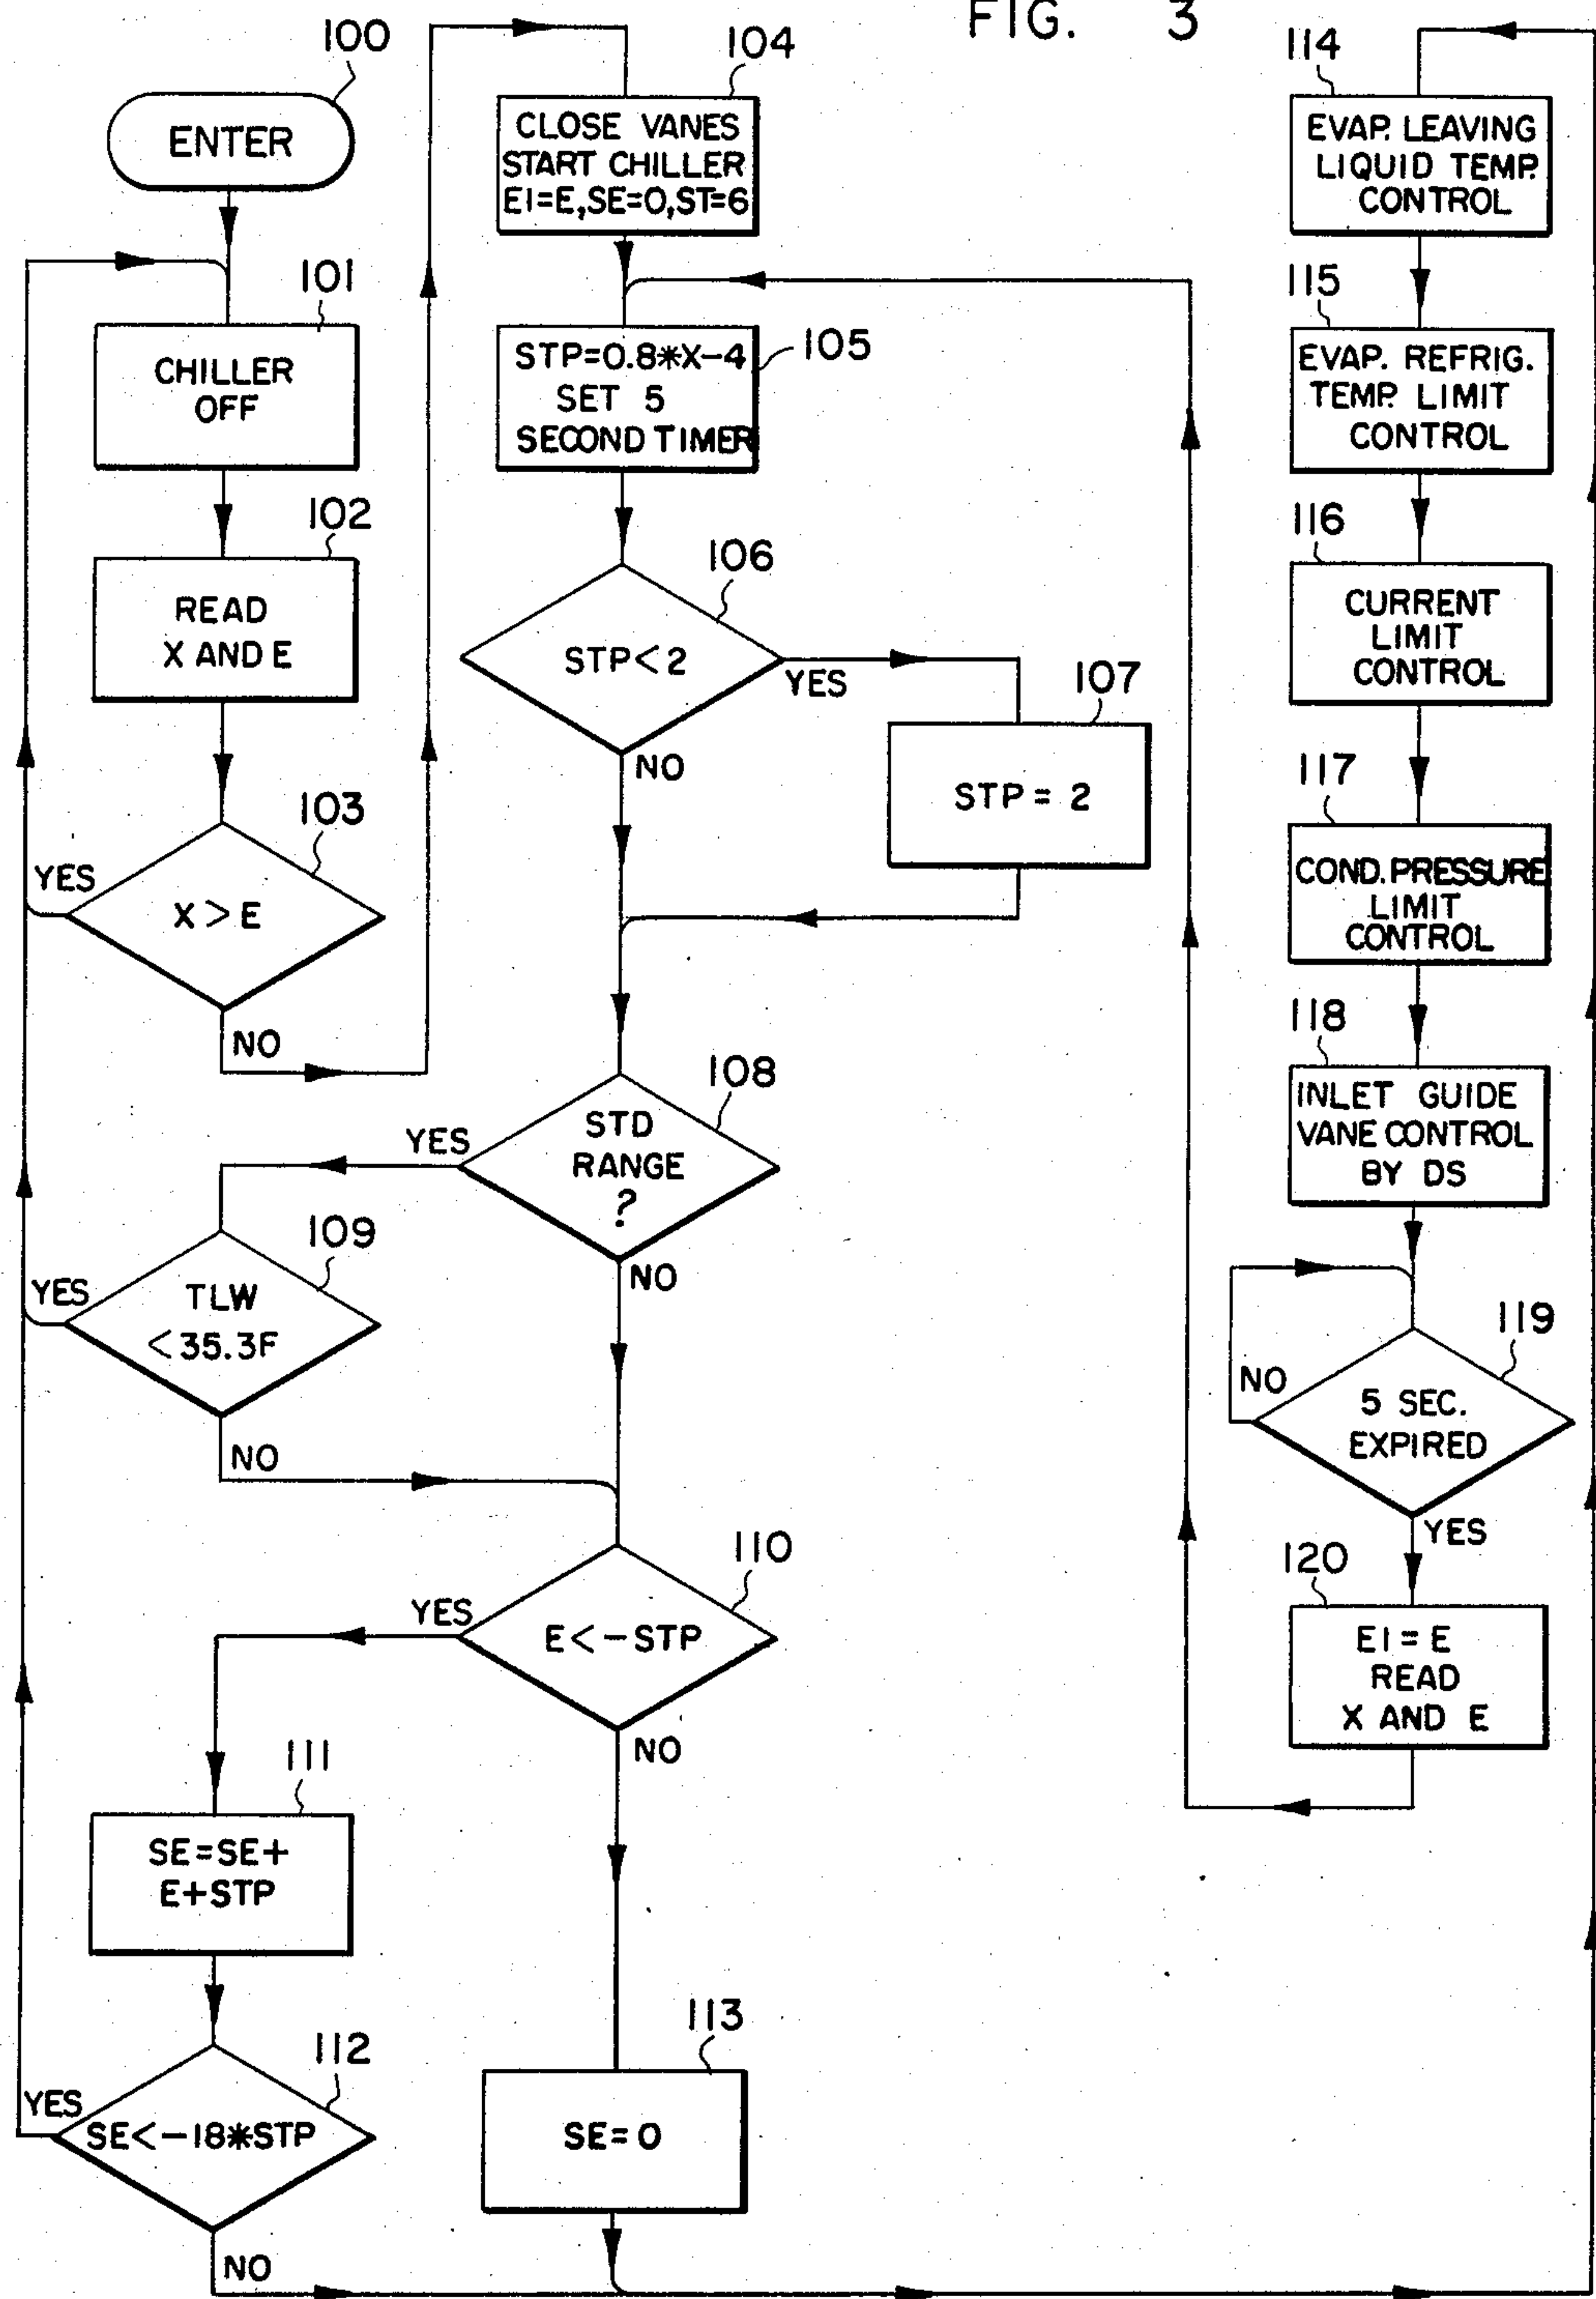 FIG. 3
100
ENTER
101
CHILLER
OFF
102
READ
X AND E
103
X > E
YES
NO
104
CLOSE VANES
START CHILLER
E1=E,SE=0,ST=6
105
STP=0.8*X-4
SET 5
SECOND TIMER
106
STP<2
YES
NO
107
STP = 2
108
STD
RANGE
?
YES
NO
109
TLW
<35.3F
YES
NO
110
E<-STP
YES
NO
111
SE=SE+
E+STP
112
SE<-18*STP
YES
NO
113
SE=0
114
EVAP. LEAVING
LIQUID TEMP.
CONTROL
115
EVAP. REFRIG.
TEMP. LIMIT
CONTROL
116
CURRENT
LIMIT
CONTROL
117
COND. PRESSURE
LIMIT
CONTROL
118
INLET GUIDE
VANE CONTROL
BY DS
119
5 SEC.
EXPIRED
NO
YES
120
E1 = E
READ
X AND E